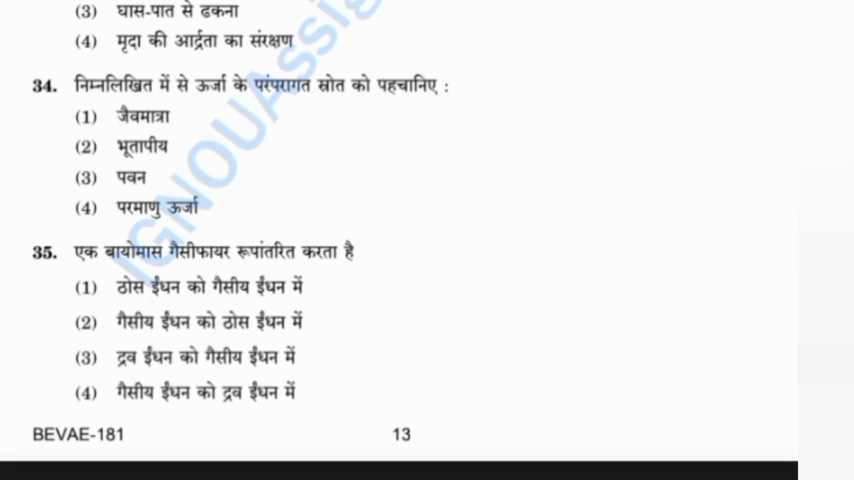 (3) घास-पात से ढकना
(4) मृदा की आर्द्रता का संरक्षण
34. निम्नलिखित में से ऊर्जा के परंपरागत स्रोत को पहचानिए :
(1) जैवमात्रा
(2) भूतापीय
(3) पवन
(4) परमाणु ऊर्जा
35. एक बायोमास गैसीफायर रूपांतरित करता है
(1) ठोस ईंधन को गैसीय ईंधन में
(2) गैसीय ईंधन को ठोस ईंधन में
(3) द्रव ईंधन को गैसीय ईंधन में
(4) गैसीय ईंधन को द्रव ईंधन में
BEVAE-181 13
IGNOUAssig